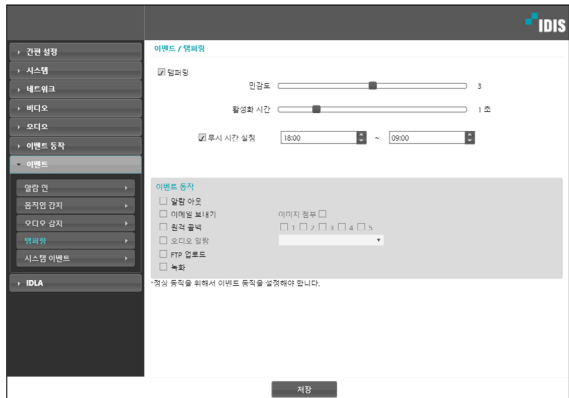 IDIS
간편 설정
시스템
네트워크
비디오
오디오
이벤트 동작
이벤트
알람 인
움직임 감지
오디오 감지
탬퍼링
시스템 이벤트
IDLA
이벤트 / 탬퍼링
탬퍼링
민감도 3
활성화 시간 1 초
무시 시간 설정 18:00 ~ 09:00
이벤트 동작
알람 아웃
이메일 보내기 이미지 첨부
원격 콜백 1 2 3 4 5
오디오 알람
FTP 업로드
녹화
*정상 동작을 위해서 이벤트 동작을 설정해야 합니다.
저장